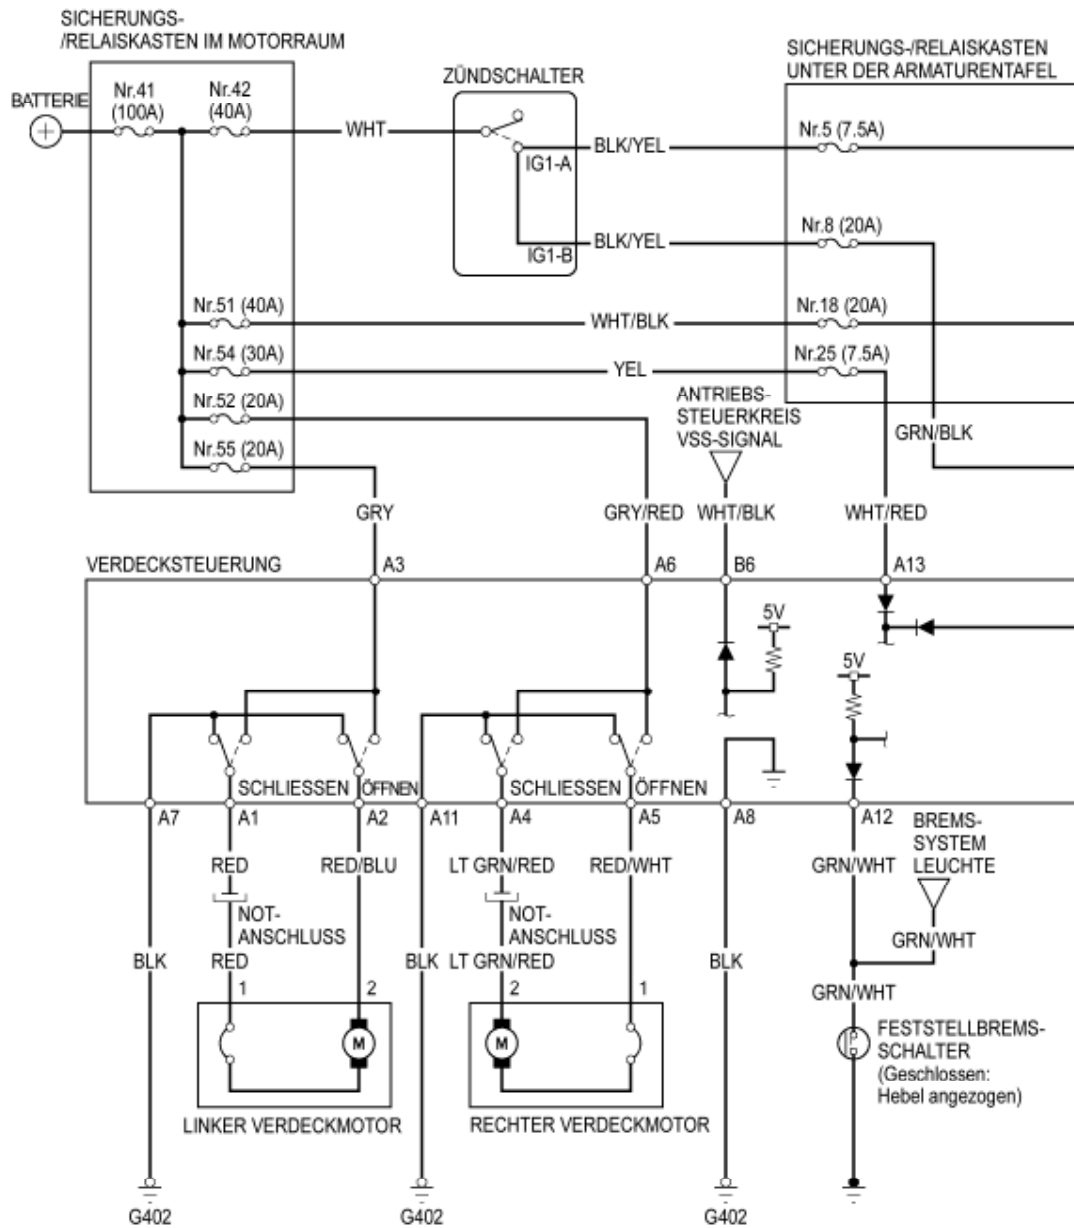 SICHERUNGS-
/RELAISKASTEN IM MOTORRAUM
BATTERIE
Nr.41
(100A)
Nr.42
(40A)
WHT
ZÜNDSCHALTER
IG1-A
IG1-B
BLK/YEL
BLK/YEL
SICHERUNGS-/RELAISKASTEN
UNTER DER ARMATURENTAFEL
Nr.5 (7.5A)
Nr.8 (20A)
Nr.51 (40A)
WHT/BLK
Nr.18 (20A)
Nr.54 (30A)
YEL
Nr.25 (7.5A)
Nr.52 (20A)
Nr.55 (20A)
ANTRIEBS-
STEUERKREIS
VSS-SIGNAL
GRN/BLK
GRY
GRY/RED
WHT/BLK
WHT/RED
VERDECKSTEUERUNG
A3
A6
B6
A13
5V
5V
SCHLIESSEN
ÖFFNEN
SCHLIESSEN
ÖFFNEN
A7
A1
A2
A11
A4
A5
A8
A12
BREMS-
SYSTEM
LEUCHTE
RED
RED/BLU
LT GRN/RED
RED/WHT
GRN/WHT
NOT-
ANSCHLUSS
NOT-
ANSCHLUSS
GRN/WHT
BLK
RED
BLK
LT GRN/RED
BLK
GRN/WHT
1
2
2
1
M
M
P
FESTSTELLBREMS-
SCHALTER
(Geschlossen:
Hebel angezogen)
LINKER VERDECKMOTOR
RECHTER VERDECKMOTOR
G402
G402
G402